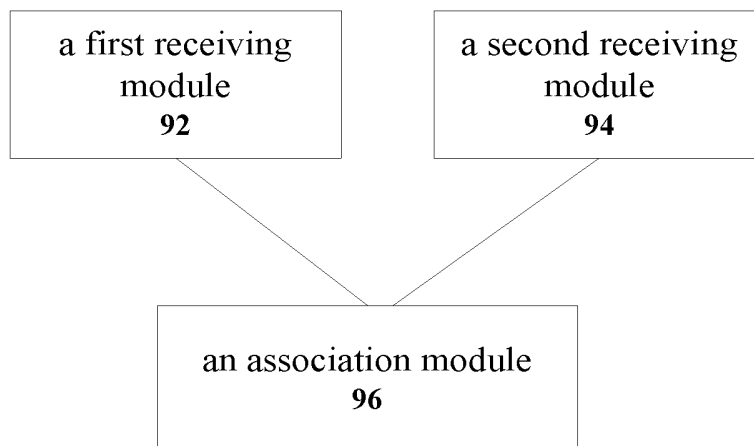 a first receiving
module
92
a second receiving
module
94
an association module
96